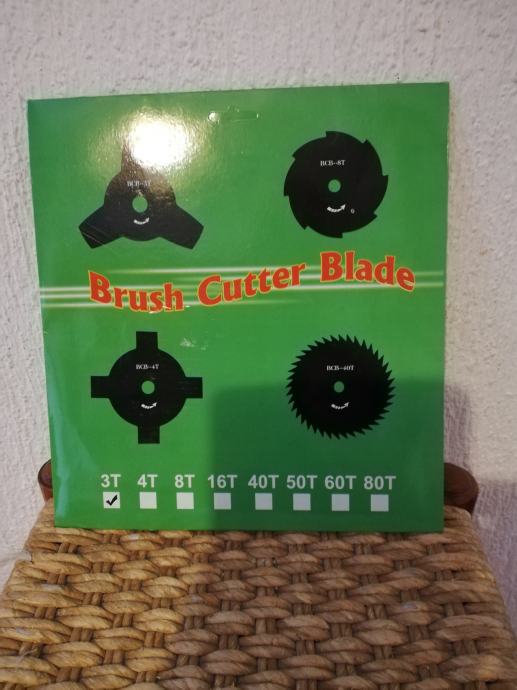 BCB-3T
BCB-8T
Brush Cutter Blade
BCB-4T
BCB-40T
3T 4T 8T 16T 40T 50T 60T 80T